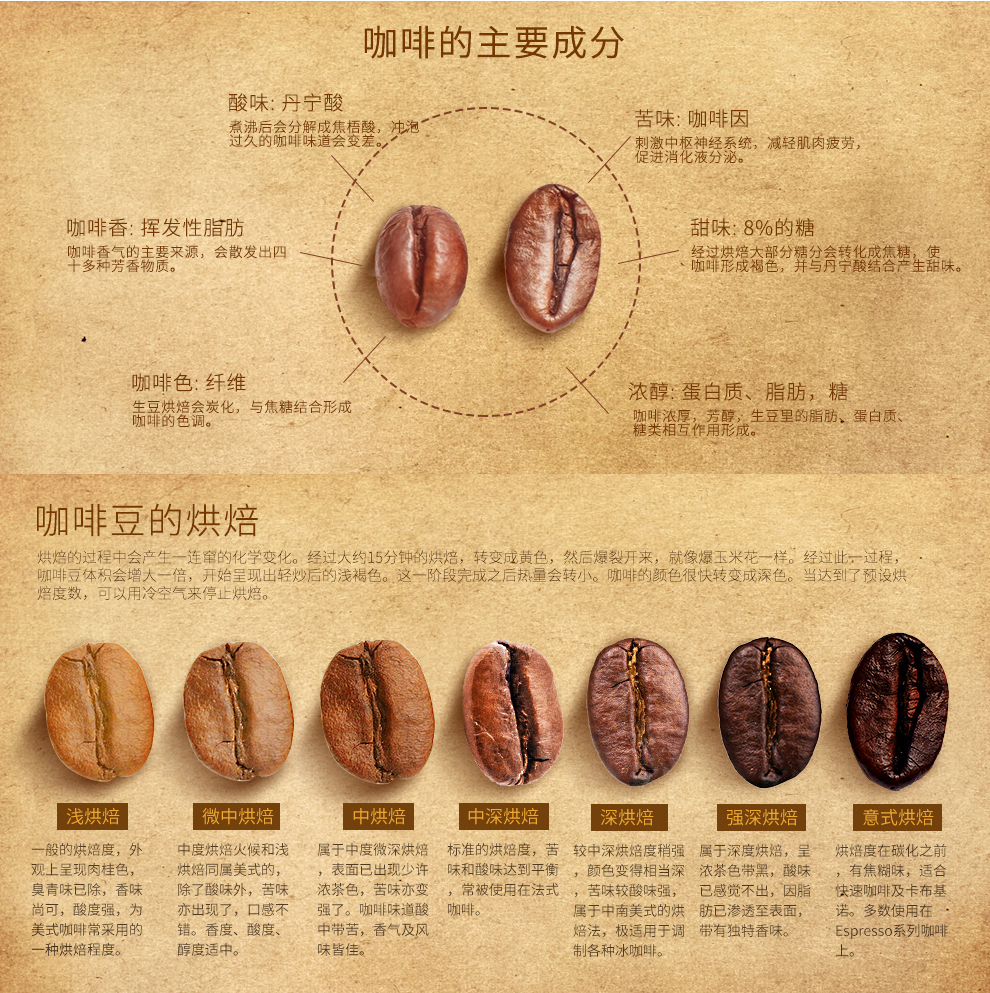 咖啡的主要成分
酸味: 丹宁酸
煮沸后会分解成焦梧酸，冲泡
过久的咖啡味道会变差。
苦味: 咖啡因
刺激中枢神经系统，减轻肌肉疲劳，
促进消化液分泌。
咖啡香: 挥发性脂肪
咖啡香气的主要来源，会散发出四
十多种芳香物质。
甜味: 8%的糖
经过烘焙大部分糖分会转化成焦糖，使
咖啡形成褐色，并与丹宁酸结合产生甜味。
咖啡色: 纤维
生豆烘焙会炭化，与焦糖结合形成
咖啡的色调。
浓醇: 蛋白质、脂肪，糖
咖啡浓厚，芳醇，生豆里的脂肪、蛋白质、
糖类相互作用形成。
咖啡豆的烘焙
烘焙的过程中会产生一连窜的化学变化。经过大约15分钟的烘焙，转变成黄色，然后爆裂开来，就像爆玉米花一样。经过此一过程，
咖啡豆体积会增大一倍，开始呈现出轻炒后的浅褐色。这一阶段完成之后热量会转小。咖啡的颜色很快转变成深色。当达到了预设烘
焙度数，可以用冷空气来停止烘焙。
浅烘焙
一般的烘焙度，外
观上呈现肉桂色，
臭青味已除，香味
尚可，酸度强，为
美式咖啡常采用的
一种烘焙程度。
微中烘焙
中度烘焙火候和浅
烘焙同属美式的，
除了酸味外，苦味
亦出现了，口感不
错。香度、酸度、
醇度适中。
中烘焙
属于中度微深烘焙
，表面已出现少许
浓茶色，苦味亦变
强了。咖啡味道酸
中带苦，香气及风
味皆佳。
中深烘焙
标准的烘焙度，苦
味和酸味达到平衡
，常被使用在法式
咖啡。
深烘焙
较中深烘焙度稍强
，颜色变得相当深
，苦味较酸味强，
属于中南美式的烘
焙法，极适用于调
制各种冰咖啡。
强深烘焙
属于深度烘焙，呈
浓茶色带黑，酸味
已感觉不出，因脂
肪已渗透至表面，
带有独特香味。
意式烘焙
烘焙度在碳化之前
，有焦糊味，适合
快速咖啡及卡布基
诺。多数使用在
Espresso系列咖啡
上。